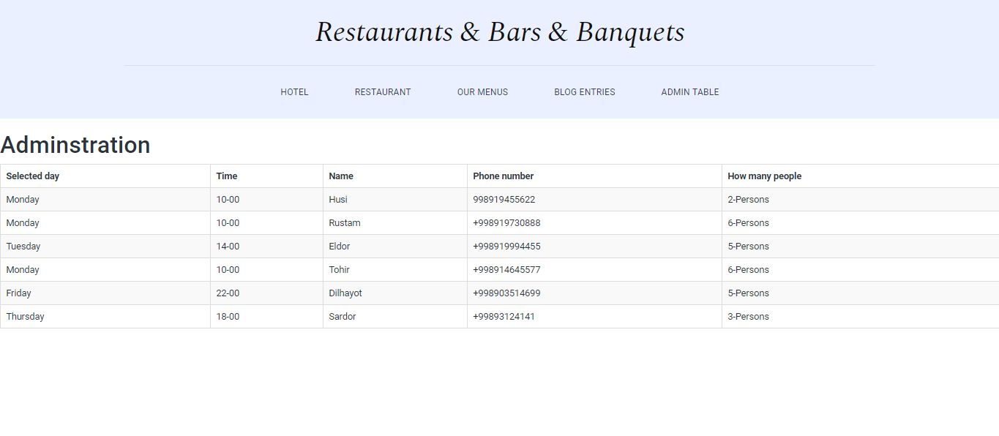 Restaurants & Bars & Banquets
HOTEL RESTAURANT OUR MENUS BLOG ENTRIES ADMIN TABLE
Adminstration
Selected day Time Name Phone number How many people
Monday 10-00 Husi 998919455622 2-Persons
Monday 10-00 Rustam +998919730888 6-Persons
Tuesday 14-00 Eldor +998919994455 5-Persons
Monday 10-00 Tohir +998914645577 6-Persons
Friday 22-00 Dilhayot +998903514699 5-Persons
Thursday 18-00 Sardor +99893124141 3-Persons